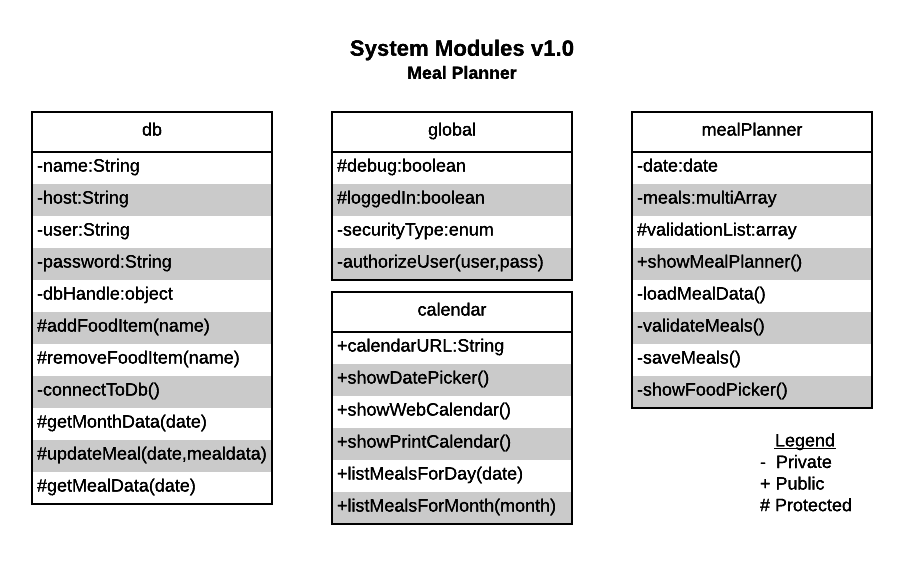 System Modules v1.0
Meal Planner
db
-name:String
-host:String
-user:String
-password:String
-dbHandle:object
#addFoodItem(name)
#removeFoodItem(name)
-connectToDb()
#getMonthData(date)
#updateMeal(date,mealdata)
#getMealData(date)
global
#debug:boolean
#loggedIn:boolean
-securityType:enum
-authorizeUser(user,pass)
calendar
+calendarURL:String
+showDatePicker()
+showWebCalendar()
+showPrintCalendar()
+listMealsForDay(date)
+listMealsForMonth(month)
mealPlanner
-date:date
-meals:multiArray
#validationList:array
+showMealPlanner()
-loadMealData()
-validateMeals()
-saveMeals()
-showFoodPicker()
Legend
- Private
+ Public
# Protected